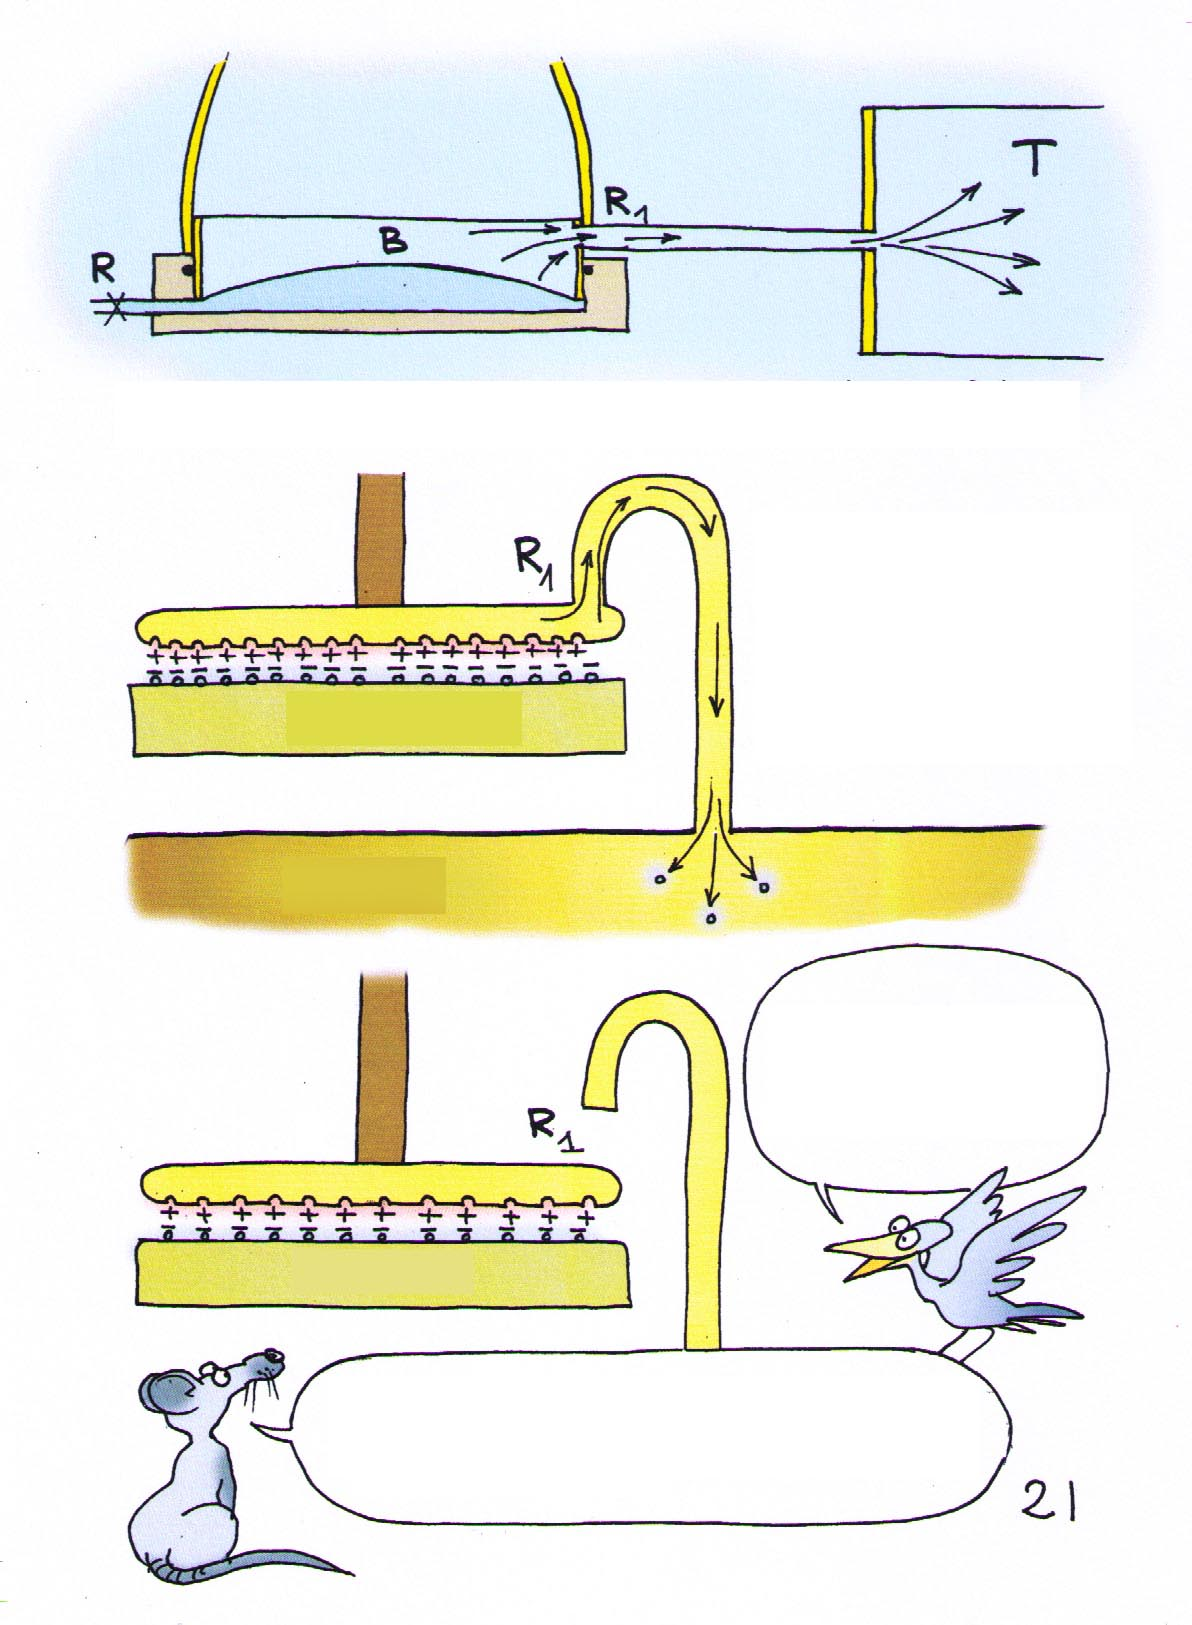 T
R₁
B
R
R₁
+ + + + + + + + + + + + + + + + +
− − − − − − − − − − − − − − − − −
R₁
+ + + + + + + + + + + +
− − − − − − − − − − − −
21